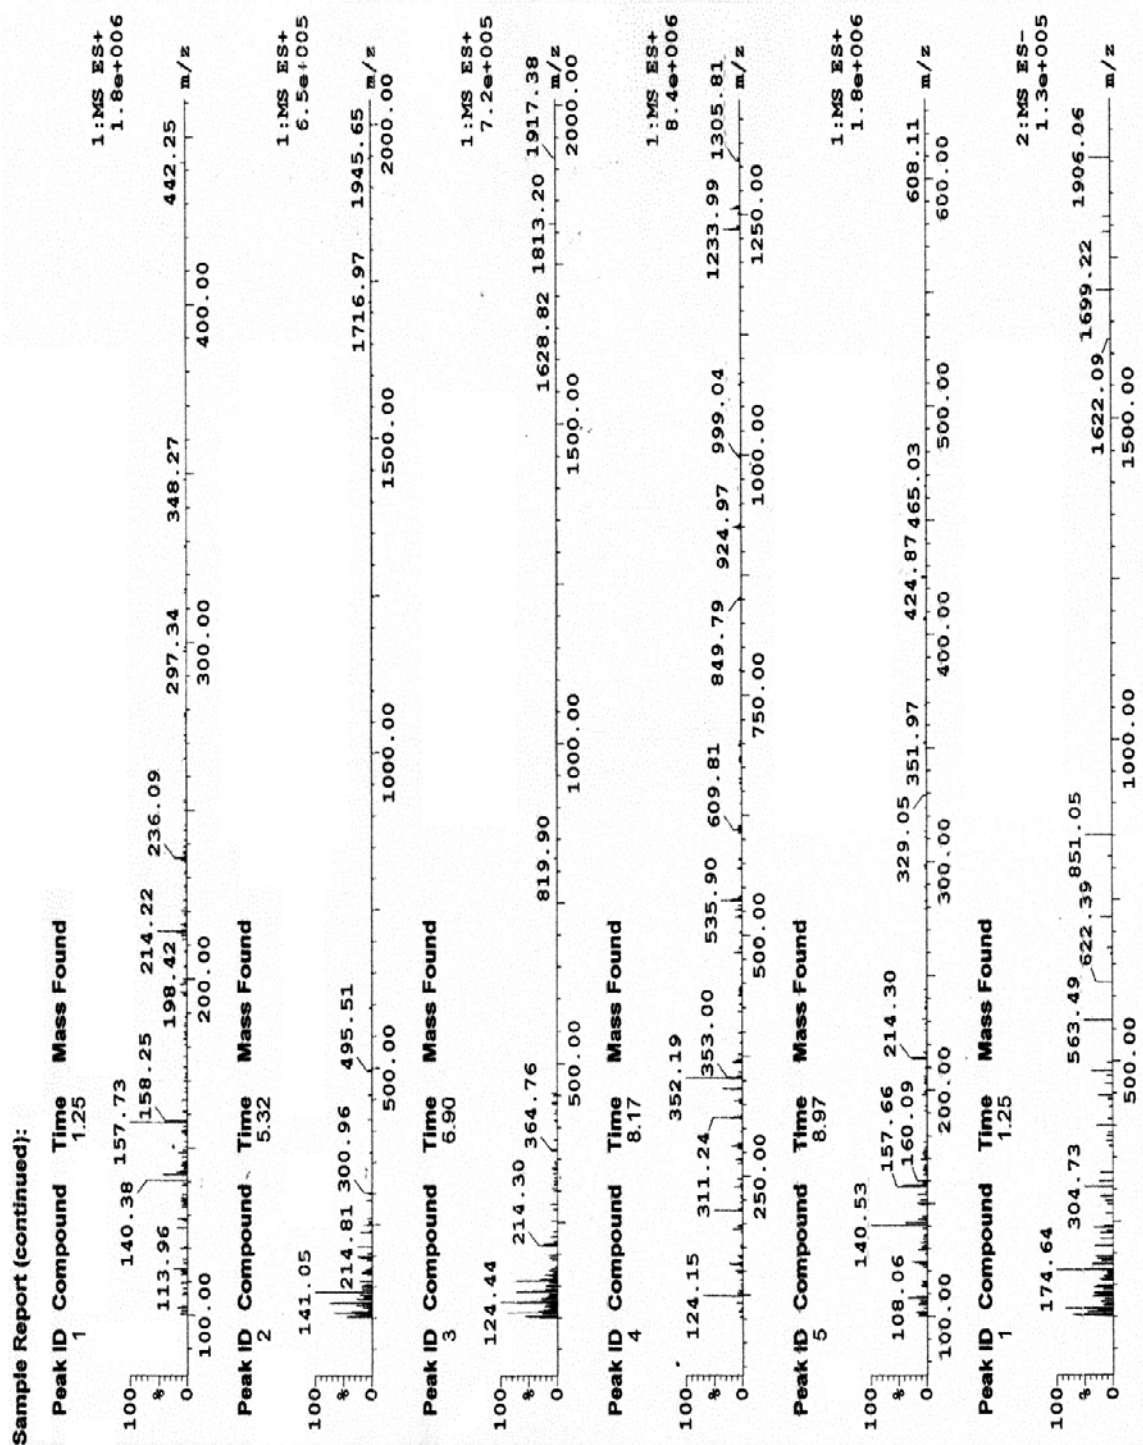 Sample Report (continued):
Peak ID Compound Time Mass Found
1 1.25
1:MS ES+
1.8e+006
100
%
0
113.96 140.38 157.73 158.25 198.42 214.22 236.09 297.34 348.27 442.25
100.00 200.00 300.00 400.00 m/z
Peak ID Compound Time Mass Found
2 5.32
1:MS ES+
6.5e+005
100
%
0
141.05 214.81 300.96 495.51 1716.97 1945.65
500.00 1000.00 1500.00 2000.00 m/z
Peak ID Compound Time Mass Found
3 6.90
1:MS ES+
7.2e+005
100
%
0
124.44 214.30 364.76 819.90 1628.82 1813.20 1917.38
500.00 1000.00 1500.00 2000.00 m/z
Peak ID Compound Time Mass Found
4 8.17
1:MS ES+
8.4e+006
100
%
0
124.15 311.24 352.19 353.00 535.90 609.81 849.79 924.97 999.04 1233.99 1305.81
250.00 500.00 750.00 1000.00 1250.00 m/z
Peak ID Compound Time Mass Found
5 8.97
1:MS ES+
1.8e+006
100
%
0
108.06 140.53 157.66 160.09 214.30 329.05 351.97 424.87 465.03 608.11
100.00 200.00 300.00 400.00 500.00 600.00 m/z
Peak ID Compound Time Mass Found
1 1.25
2:MS ES-
1.3e+005
100
%
0
174.64 304.73 563.49 622.39 851.05 1622.09 1699.22 1906.06
500.00 1000.00 1500.00 m/z